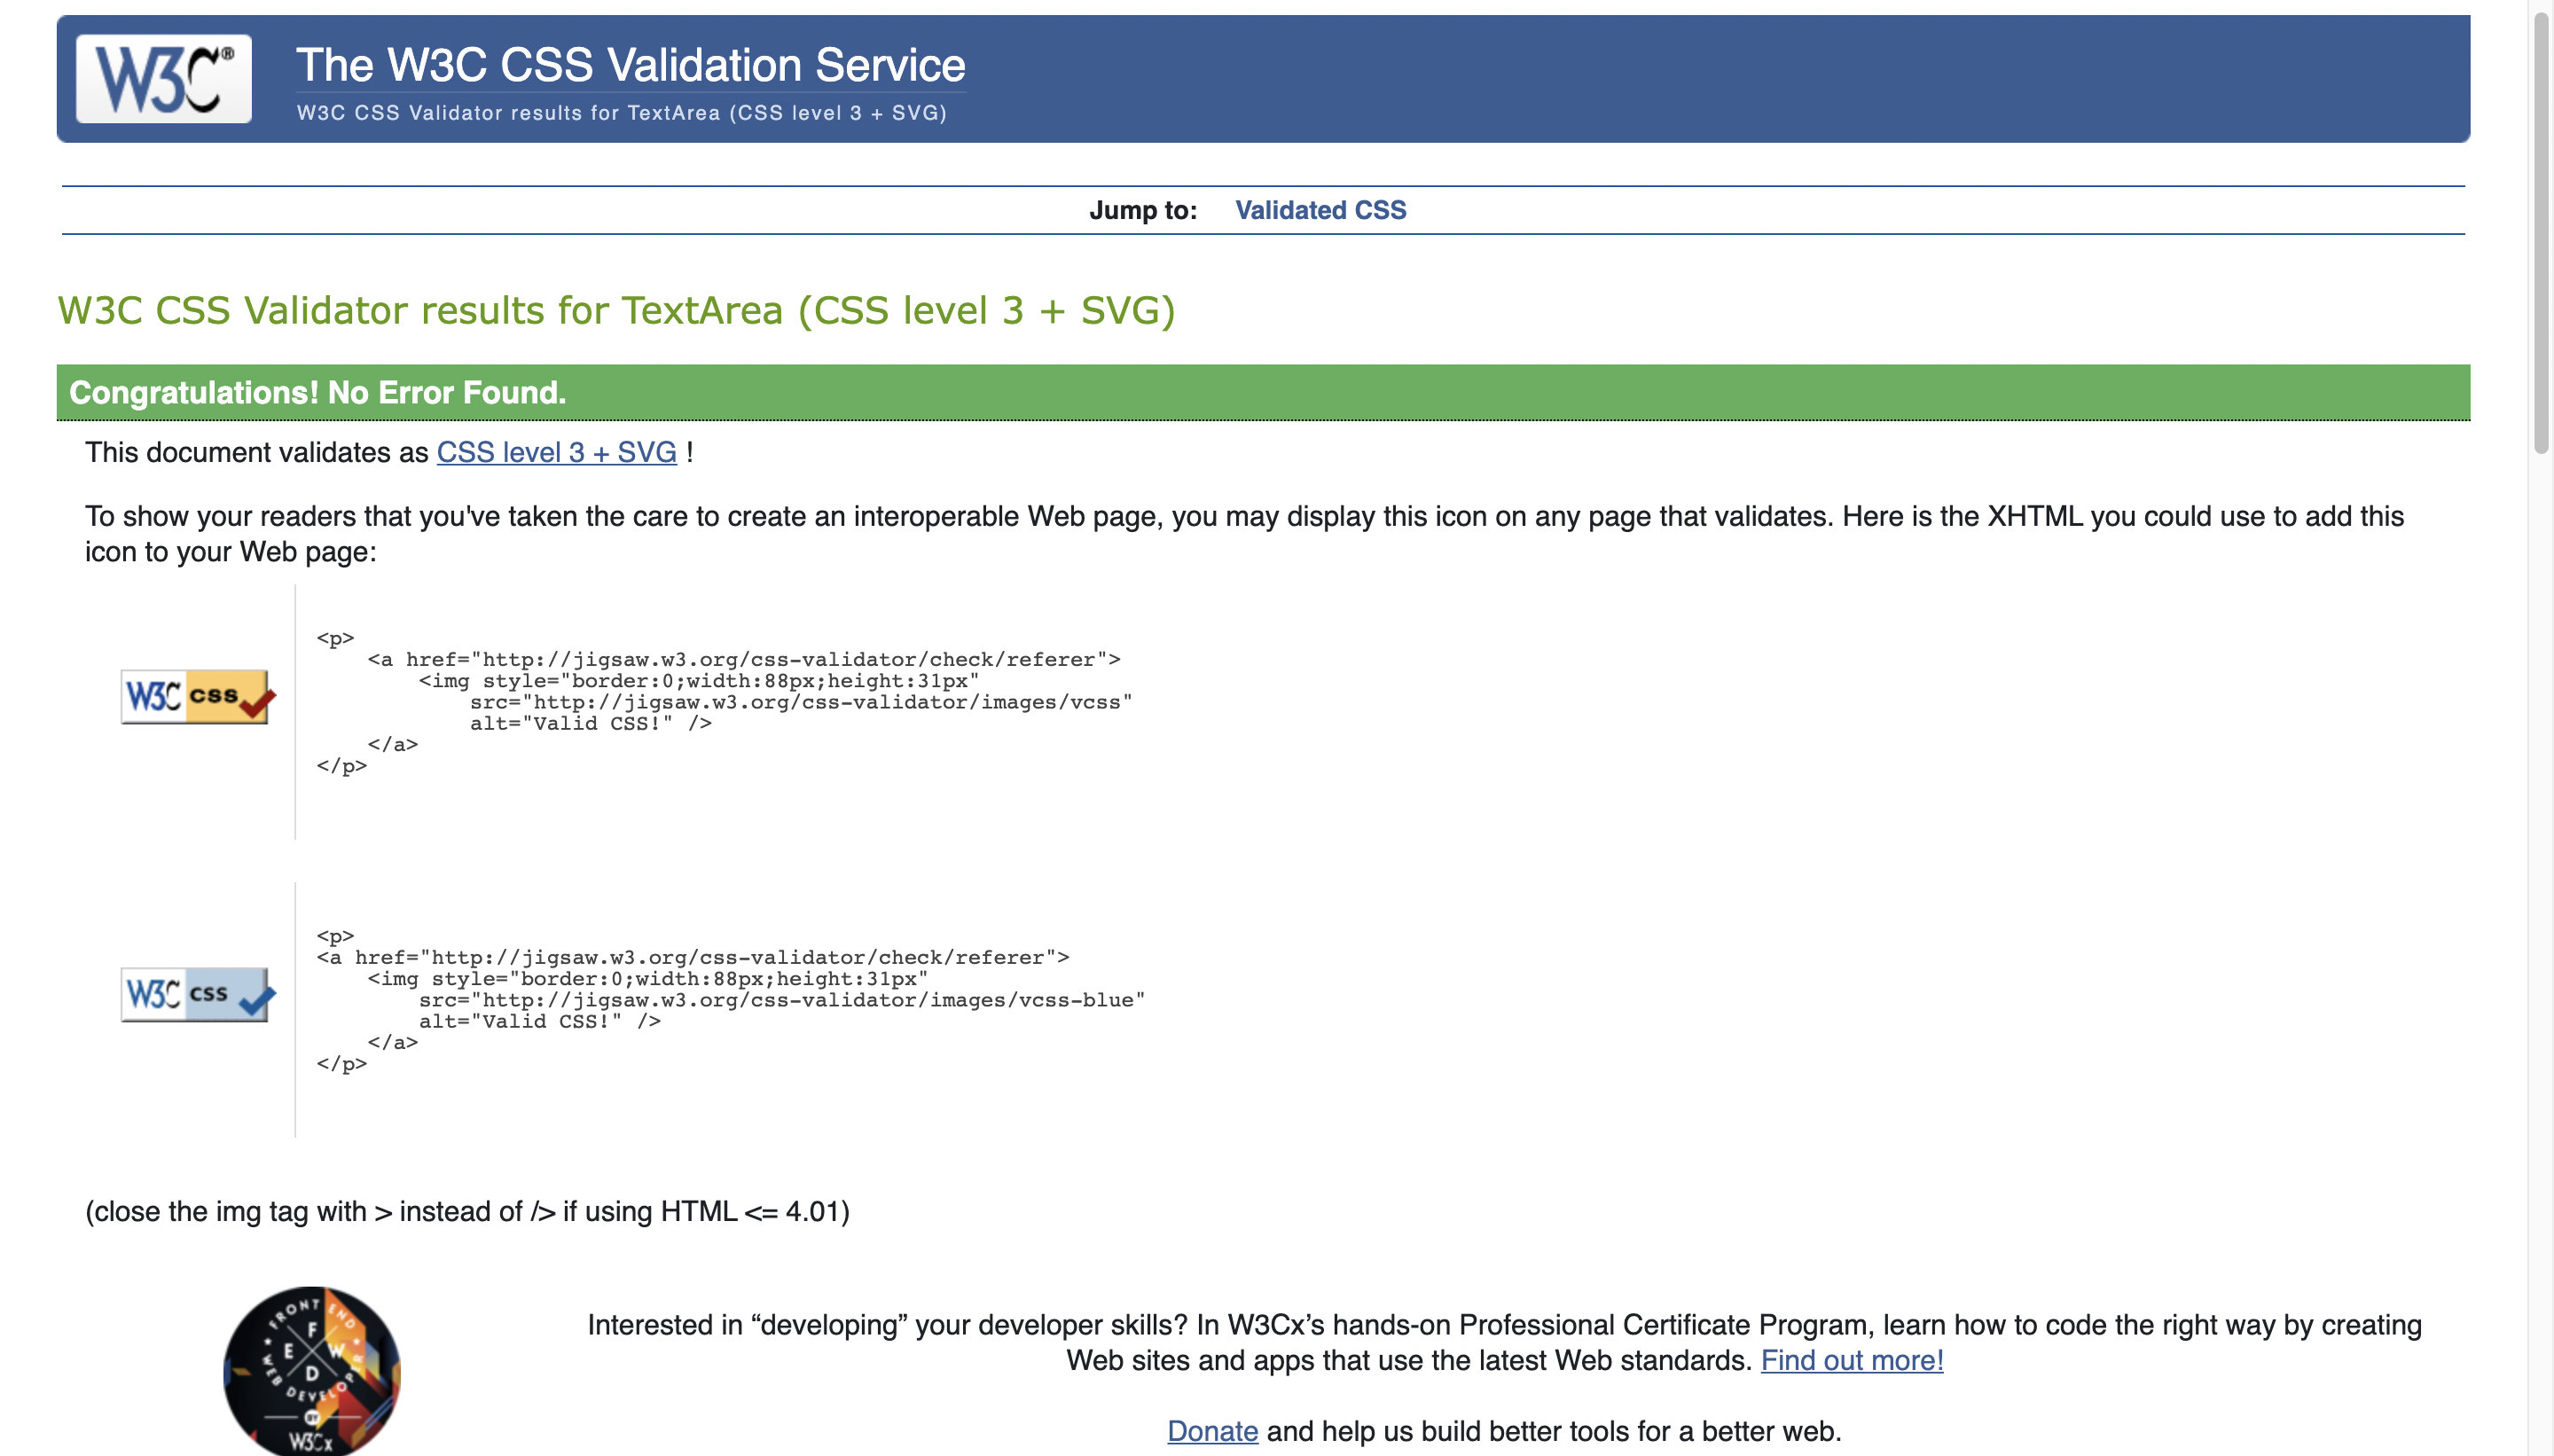 W3C®
The W3C CSS Validation Service
W3C CSS Validator results for TextArea (CSS level 3 + SVG)
Jump to: Validated CSS
W3C CSS Validator results for TextArea (CSS level 3 + SVG)
Congratulations! No Error Found.
This document validates as CSS level 3 + SVG !
To show your readers that you've taken the care to create an interoperable Web page, you may display this icon on any page that validates. Here is the XHTML you could use to add this
icon to your Web page:
W3C css
<p>
    <a href="http://jigsaw.w3.org/css-validator/check/referer">
        <img style="border:0;width:88px;height:31px"
            src="http://jigsaw.w3.org/css-validator/images/vcss"
            alt="Valid CSS!" />
    </a>
</p>
W3C css
<p>
<a href="http://jigsaw.w3.org/css-validator/check/referer">
    <img style="border:0;width:88px;height:31px"
        src="http://jigsaw.w3.org/css-validator/images/vcss-blue"
        alt="Valid CSS!" />
    </a>
</p>
(close the img tag with > instead of /> if using HTML <= 4.01)
FRONT END
WEB DEVELOPER
F E W D
BY
W3Cx
Interested in “developing” your developer skills? In W3Cx’s hands-on Professional Certificate Program, learn how to code the right way by creating
Web sites and apps that use the latest Web standards. Find out more!
Donate and help us build better tools for a better web.